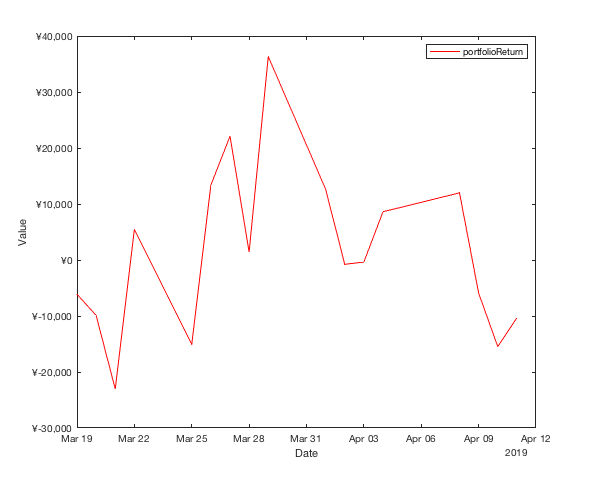 ¥40,000
portfolioReturn
¥30,000
¥20,000
¥10,000
¥0
¥-10,000
¥-20,000
¥-30,000
Value
Mar 19 Mar 22 Mar 25 Mar 28 Mar 31 Apr 03 Apr 06 Apr 09 Apr 12
Date
2019